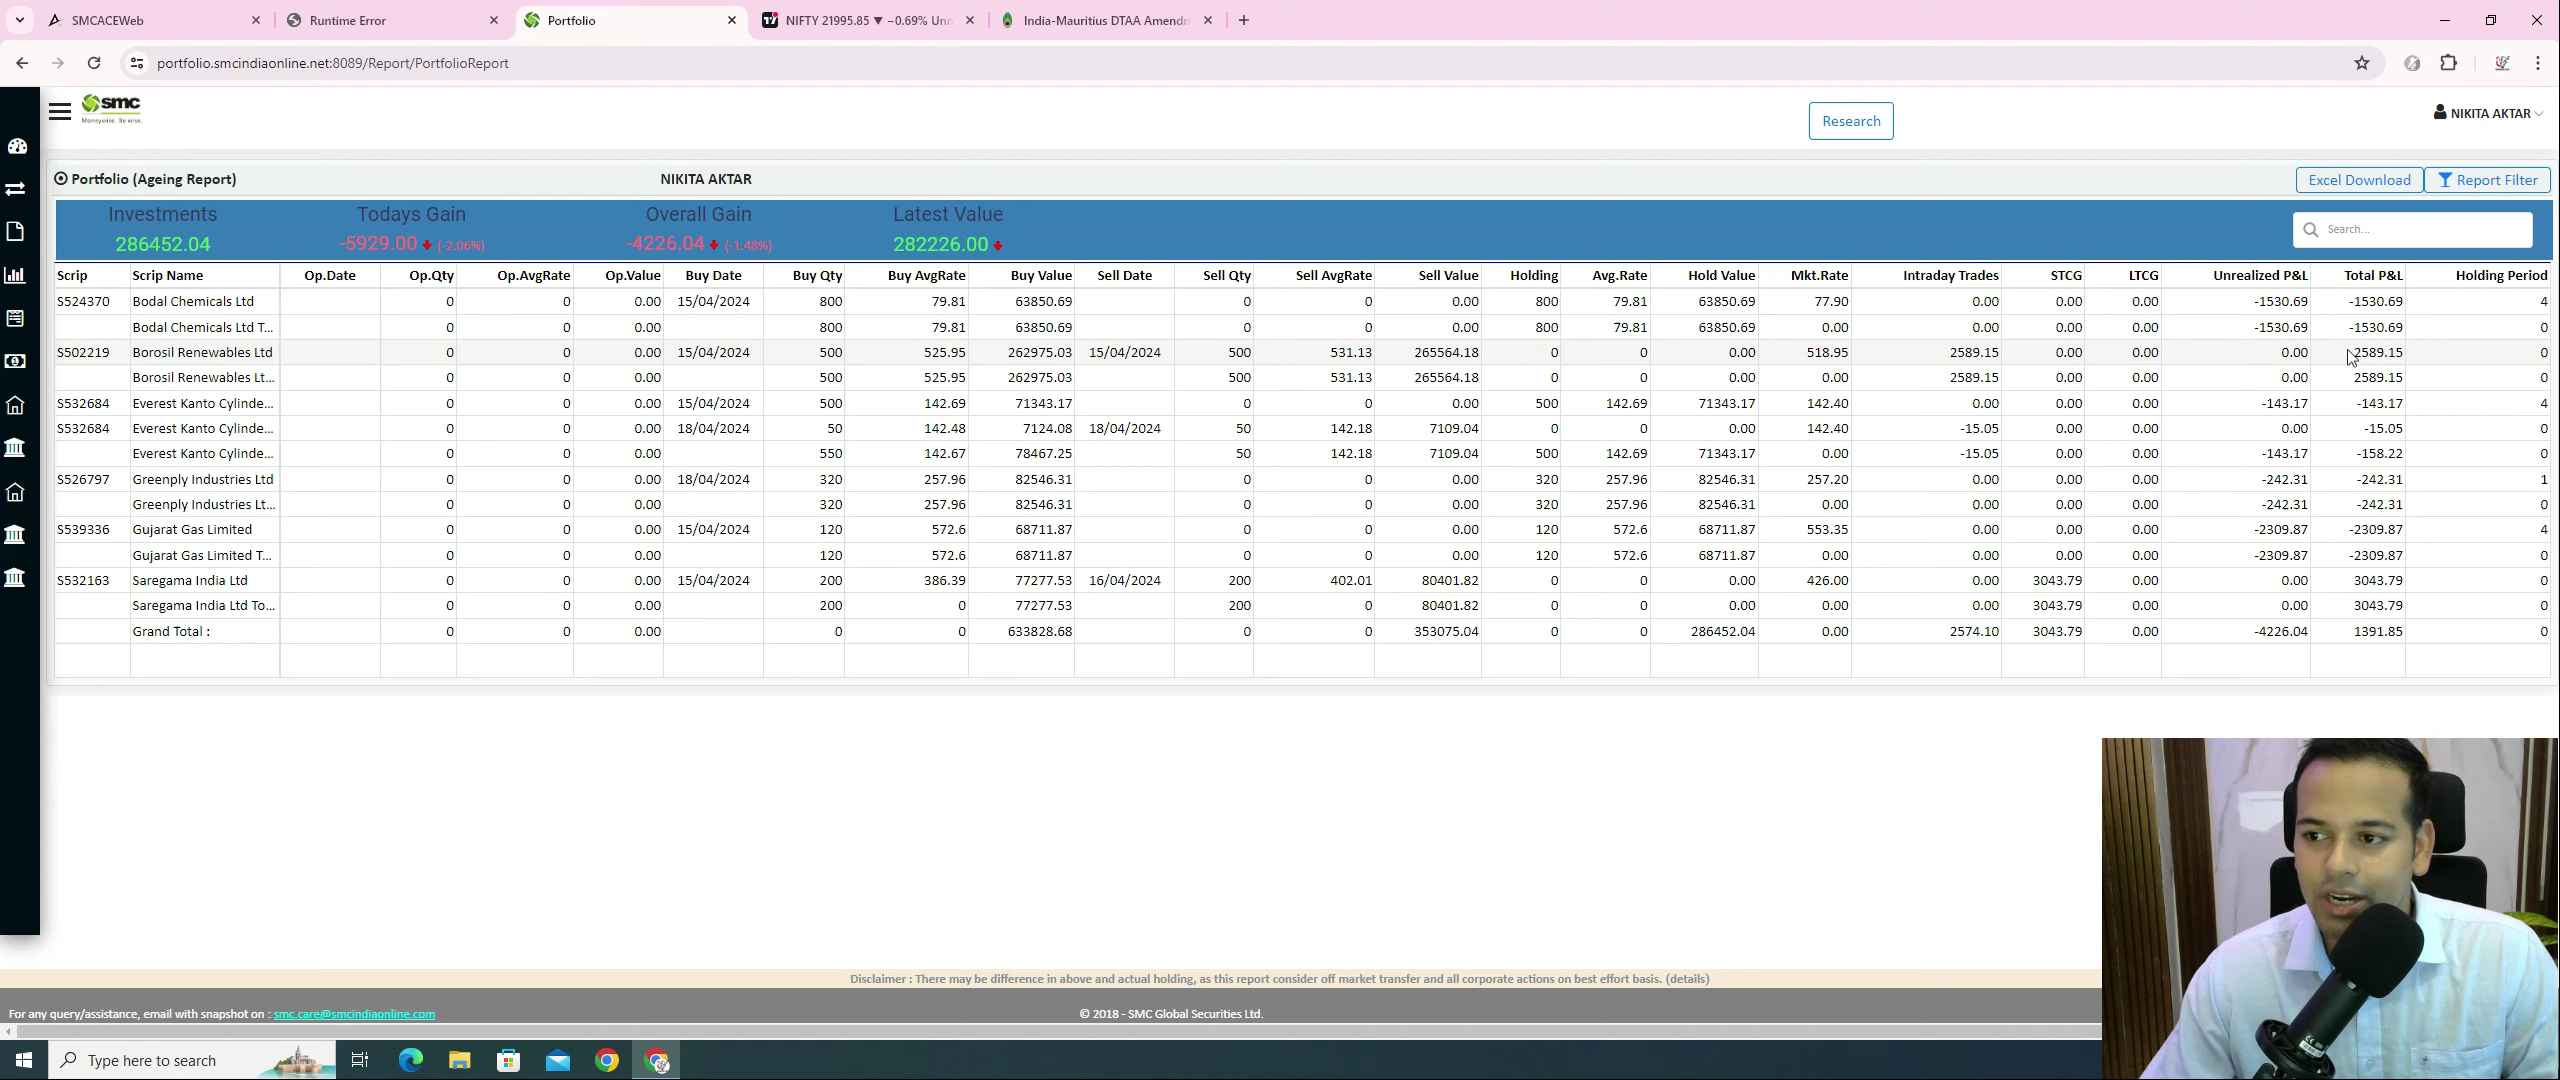 SMCACEWeb
Runtime Error
Portfolio
NIFTY 21995.85 ▼ −0.69% Unn
India-Mauritius DTAA Amendm
portfolio.smcindiaonline.net:8089/Report/PortfolioReport
smc
Moneywise. Be wise.
Research
NIKITA AKTAR
Portfolio (Ageing Report) NIKITA AKTAR Excel Download Report Filter
Investments Todays Gain Overall Gain Latest Value
286452.04 -5929.00 (-2.06%) -4226.04 (-1.48%) 282226.00 Search...
Scrip Scrip Name Op.Date Op.Qty Op.AvgRate Op.Value Buy Date Buy Qty Buy AvgRate Buy Value Sell Date Sell Qty Sell AvgRate Sell Value Holding Avg.Rate Hold Value Mkt.Rate Intraday Trades STCG LTCG Unrealized P&L Total P&L Holding Period
S524370 Bodal Chemicals Ltd 0 0 0.00 15/04/2024 800 79.81 63850.69 0 0 0.00 800 79.81 63850.69 77.90 0.00 0.00 0.00 -1530.69 -1530.69 4
Bodal Chemicals Ltd T... 0 0 0.00 800 79.81 63850.69 0 0 0.00 800 79.81 63850.69 0.00 0.00 0.00 0.00 -1530.69 -1530.69 0
S502219 Borosil Renewables Ltd 0 0 0.00 15/04/2024 500 525.95 262975.03 15/04/2024 500 531.13 265564.18 0 0 0.00 518.95 2589.15 0.00 0.00 0.00 2589.15 0
Borosil Renewables Lt... 0 0 0.00 500 525.95 262975.03 500 531.13 265564.18 0 0 0.00 0.00 2589.15 0.00 0.00 0.00 2589.15 0
S532684 Everest Kanto Cylinde... 0 0 0.00 15/04/2024 500 142.69 71343.17 0 0 0.00 500 142.69 71343.17 142.40 0.00 0.00 0.00 -143.17 -143.17 4
S532684 Everest Kanto Cylinde... 0 0 0.00 18/04/2024 50 142.48 7124.08 18/04/2024 50 142.18 7109.04 0 0 0.00 142.40 -15.05 0.00 0.00 0.00 -15.05 0
Everest Kanto Cylinde... 0 0 0.00 550 142.67 78467.25 50 142.18 7109.04 500 142.69 71343.17 0.00 -15.05 0.00 0.00 -143.17 -158.22 0
S526797 Greenply Industries Ltd 0 0 0.00 18/04/2024 320 257.96 82546.31 0 0 0.00 320 257.96 82546.31 257.20 0.00 0.00 0.00 -242.31 -242.31 1
Greenply Industries Lt... 0 0 0.00 320 257.96 82546.31 0 0 0.00 320 257.96 82546.31 0.00 0.00 0.00 0.00 -242.31 -242.31 0
S539336 Gujarat Gas Limited 0 0 0.00 15/04/2024 120 572.6 68711.87 0 0 0.00 120 572.6 68711.87 553.35 0.00 0.00 0.00 -2309.87 -2309.87 4
Gujarat Gas Limited T... 0 0 0.00 120 572.6 68711.87 0 0 0.00 120 572.6 68711.87 0.00 0.00 0.00 0.00 -2309.87 -2309.87 0
S532163 Saregama India Ltd 0 0 0.00 15/04/2024 200 386.39 77277.53 16/04/2024 200 402.01 80401.82 0 0 0.00 426.00 0.00 3043.79 0.00 0.00 3043.79 0
Saregama India Ltd To... 0 0 0.00 200 0 77277.53 200 0 80401.82 0 0 0.00 0.00 0.00 3043.79 0.00 0.00 3043.79 0
Grand Total : 0 0 0.00 0 0 633828.68 0 0 353075.04 0 0 286452.04 0.00 2574.10 3043.79 0.00 -4226.04 1391.85 0
Disclaimer : There may be difference in above and actual holding, as this report consider off market transfer and all corporate actions on best effort basis. (details)
For any query/assistance, email with snapshot on : smc.care@smcindiaonline.com © 2018 - SMC Global Securities Ltd.
Type here to search